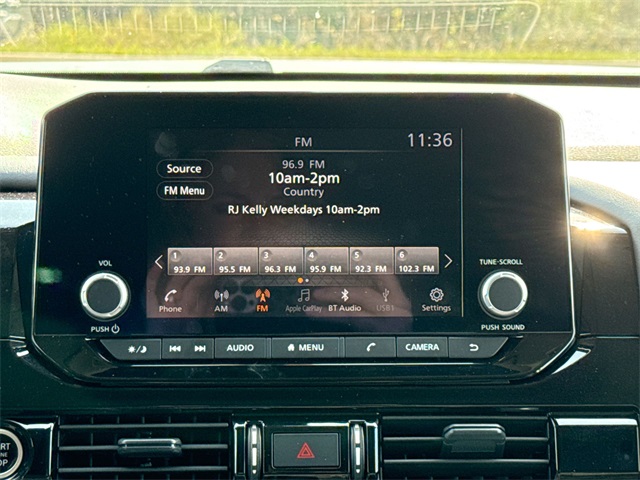 FM 11:36
Source 96.9 FM
10am-2pm
FM Menu Country
RJ Kelly Weekdays 10am-2pm
1 2 3 4 5 6
93.9 FM 95.5 FM 96.3 FM 95.9 FM 92.3 FM 102.3 FM
VOL TUNE·SCROLL
Phone AM FM Apple CarPlay BT Audio USB1 Settings
PUSH PUSH SOUND
AUDIO MENU CAMERA